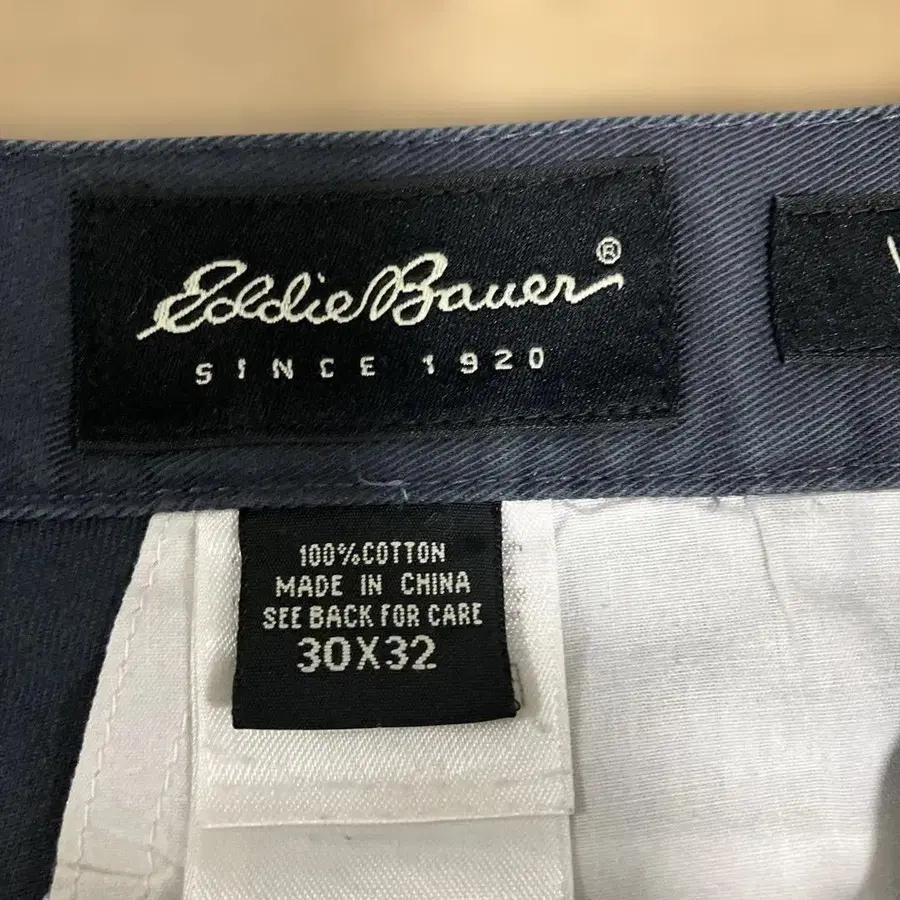 Eddie Bauer®
SINCE 1920
100%COTTON
MADE IN CHINA
SEE BACK FOR CARE
30X32